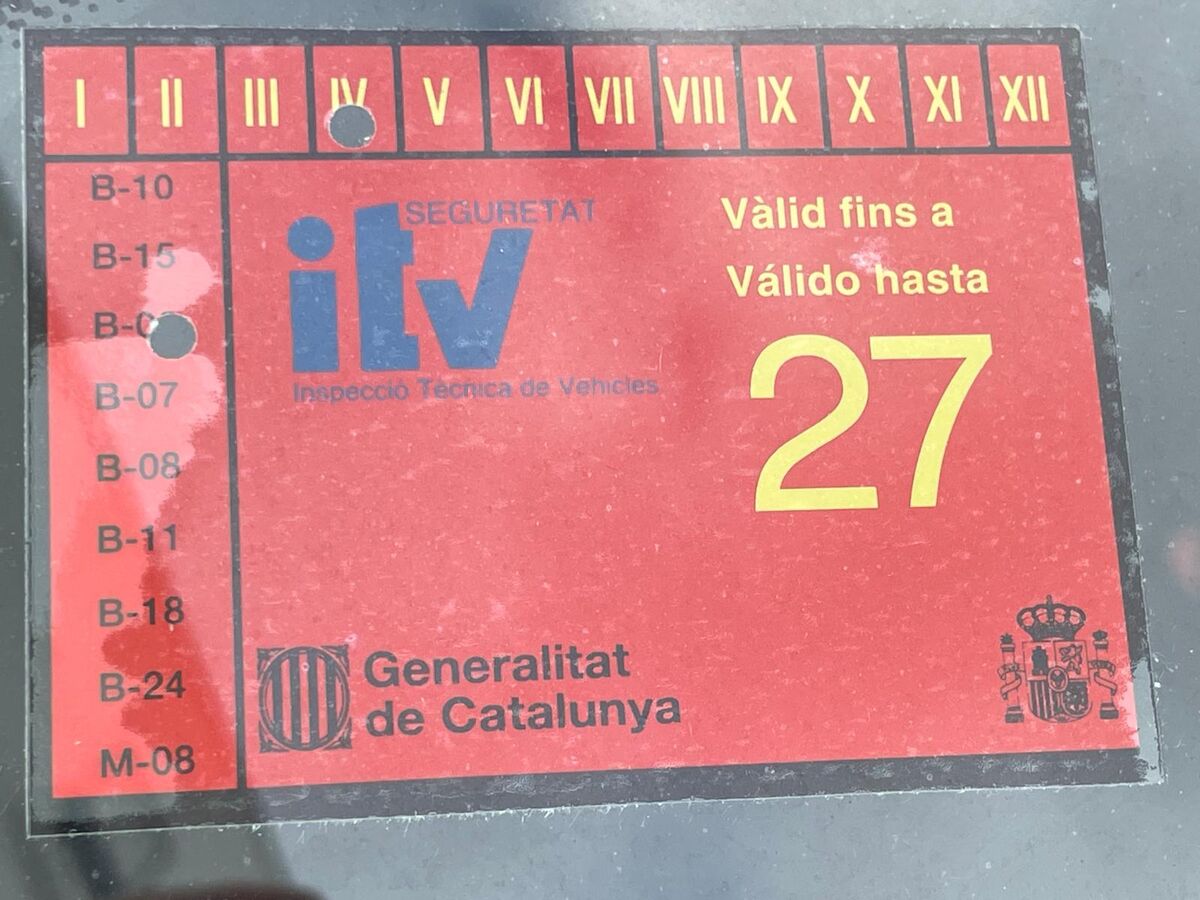 I II III IV V VI VII VIII IX X XI XII
B-10
B-15
B-07
B-08
B-11
B-18
B-24
M-08
SEGURETAT
itv
Inspecció Tècnica de Vehicles
Vàlid fins a
Válido hasta
27
Generalitat
de Catalunya